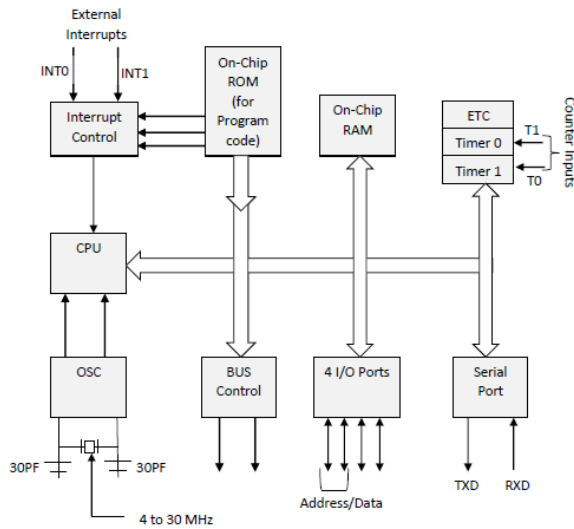 External
Interrupts
INT0
INT1
On-Chip
ROM
(for
Program
code)
Interrupt
Control
On-Chip
RAM
ETC
Timer 0
Timer 1
T1
T0
Counter Inputs
CPU
OSC
BUS
Control
4 I/O Ports
Serial
Port
30PF
30PF
Address/Data
TXD
RXD
4 to 30 MHz